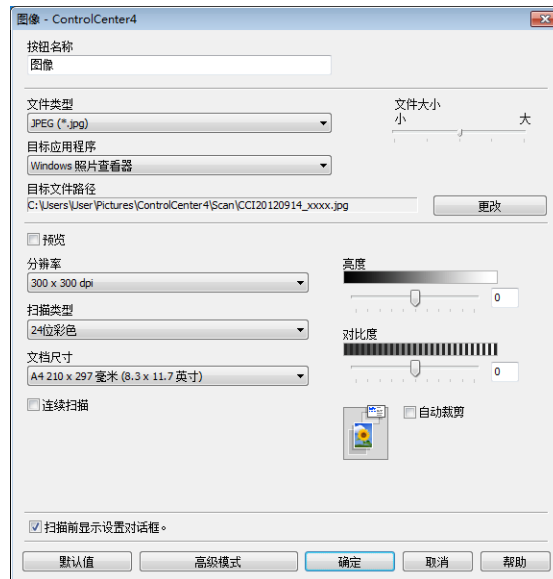 图像 - ControlCenter4
按钮名称
图像
文件类型
JPEG (*.jpg)
文件大小
小 大
目标应用程序
Windows 照片查看器
目标文件路径
C:\Users\User\Pictures\ControlCenter4\Scan\CCI20120914_xxxx.jpg
更改
预览
分辨率
300 x 300 dpi
亮度
0
扫描类型
24位彩色
对比度
0
文档尺寸
A4 210 x 297 毫米 (8.3 x 11.7 英寸)
连续扫描
自动裁剪
扫描前显示设置对话框。
默认值 高级模式 确定 取消 帮助